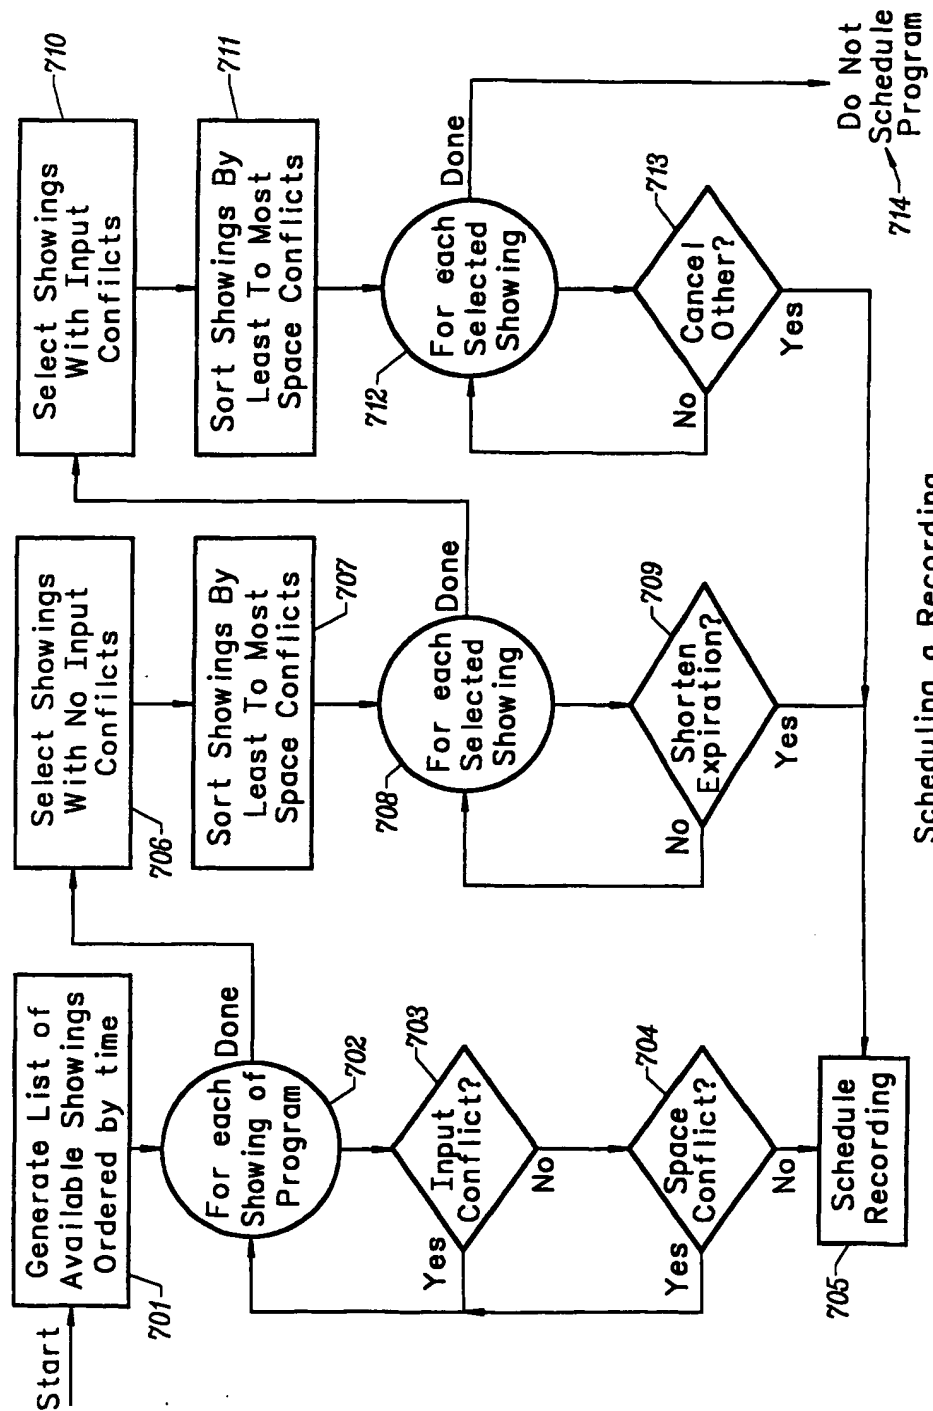 Start
Generate List of
Available Showings
Ordered by time
701
For each
Showing of
Program
Done
702
Input
Conflict?
703
Yes
No
Space
Conflict?
704
Yes
No
Schedule
Recording
705
Select Showings
With No Input
Confilcts
706
Sort Showings By
Least To Most
Space Conflicts
707
For each
Selected
Showing
Done
708
Shorten
Expiration?
709
No
Yes
Select Showings
With Input
Confilcts
710
Sort Showings By
Least To Most
Space Conflicts
711
For each
Selected
Showing
Done
712
Cancel
Other?
713
No
Yes
Do Not
Schedule
Program
714
Scheduling a Recording